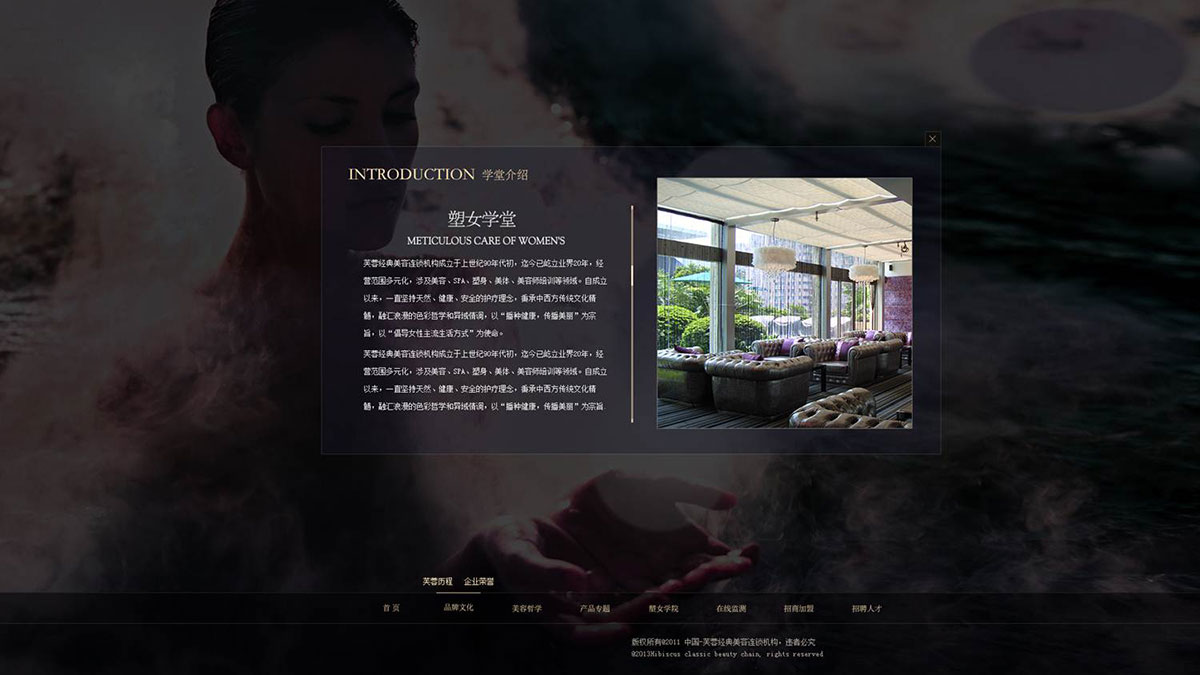 INTRODUCTION 学堂介绍
塑女学堂
METICULOUS CARE OF WOMEN'S
芙蓉经典美容连锁机构成立于上世纪90年代初，迄今已屹立业界20年，经
营范围多元化，涉及美容、SPA、塑身、美体、美容师培训等领域。自成立
以来，一直坚持天然、健康、安全的护疗理念，秉承中西方传统文化精
髓，融汇浪漫的色彩哲学和异域情调，以“播种健康，传播美丽”为宗
旨，以“倡导女性主流生活方式”为使命。
芙蓉经典美容连锁机构成立于上世纪90年代初，迄今已屹立业界20年，经
营范围多元化，涉及美容、SPA、塑身、美体、美容师培训等领域。自成立
以来，一直坚持天然、健康、安全的护疗理念，秉承中西方传统文化精
髓，融汇浪漫的色彩哲学和异域情调，以“播种健康，传播美丽”为宗旨
芙蓉历程 企业荣誉
首页 品牌文化 美容哲学 产品专题 塑女学院 在线监测 招商加盟 招聘人才
版权所有@2011 中国-芙蓉经典美容连锁机构，违者必究
@2013Hibiscus classic beauty chain, rights reserved